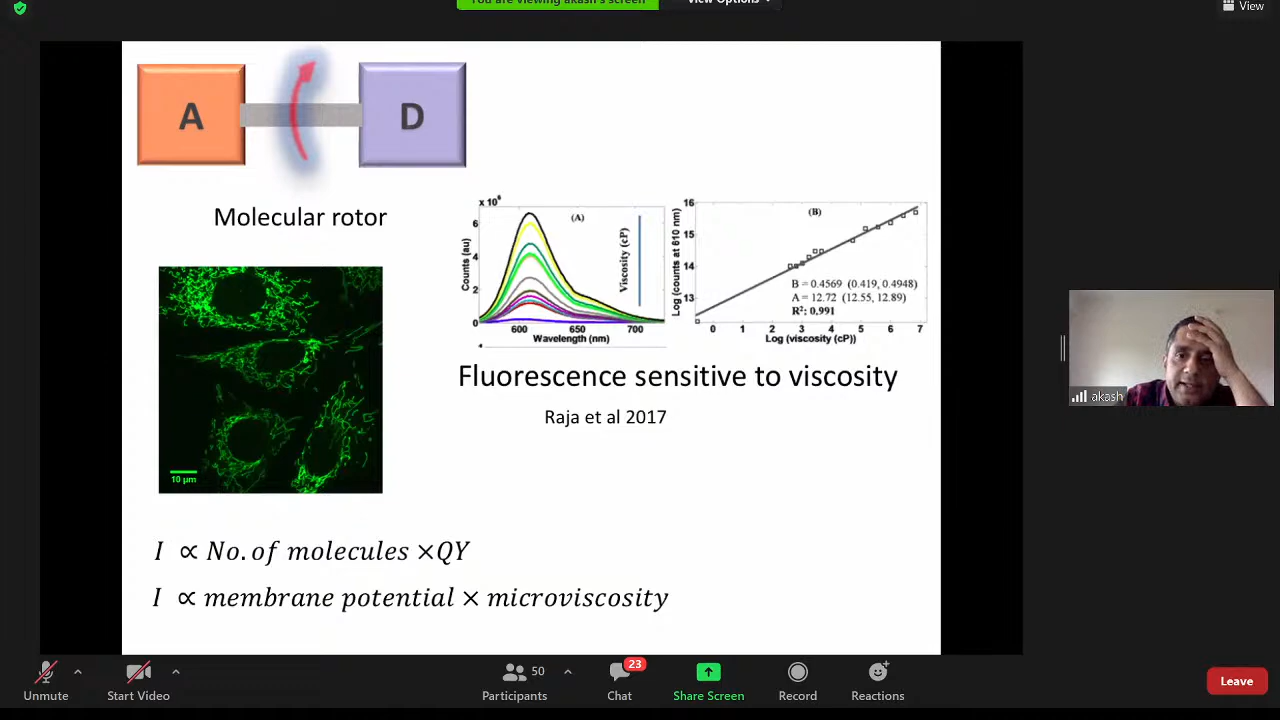 You are viewing akash's screen
View Options
View
A
D
Molecular rotor
x 10⁶
(A)
6
4
2
0
Counts (au)
Viscosity (cP)
600
650
700
Wavelength (nm)
16
15
14
13
(B)
Log (counts at 610 nm)
B = 0.4569 (0.419, 0.4948)
A = 12.72 (12.55, 12.89)
R²: 0.991
0 1 2 3 4 5 6 7
Log (viscosity (cP))
Fluorescence sensitive to viscosity
Raja et al 2017
10 µm
akash
I ∝ No. of molecules ×QY
I ∝ membrane potential × microviscosity
Unmute
Start Video
Participants
50
Chat
23
Share Screen
Record
Reactions
Leave